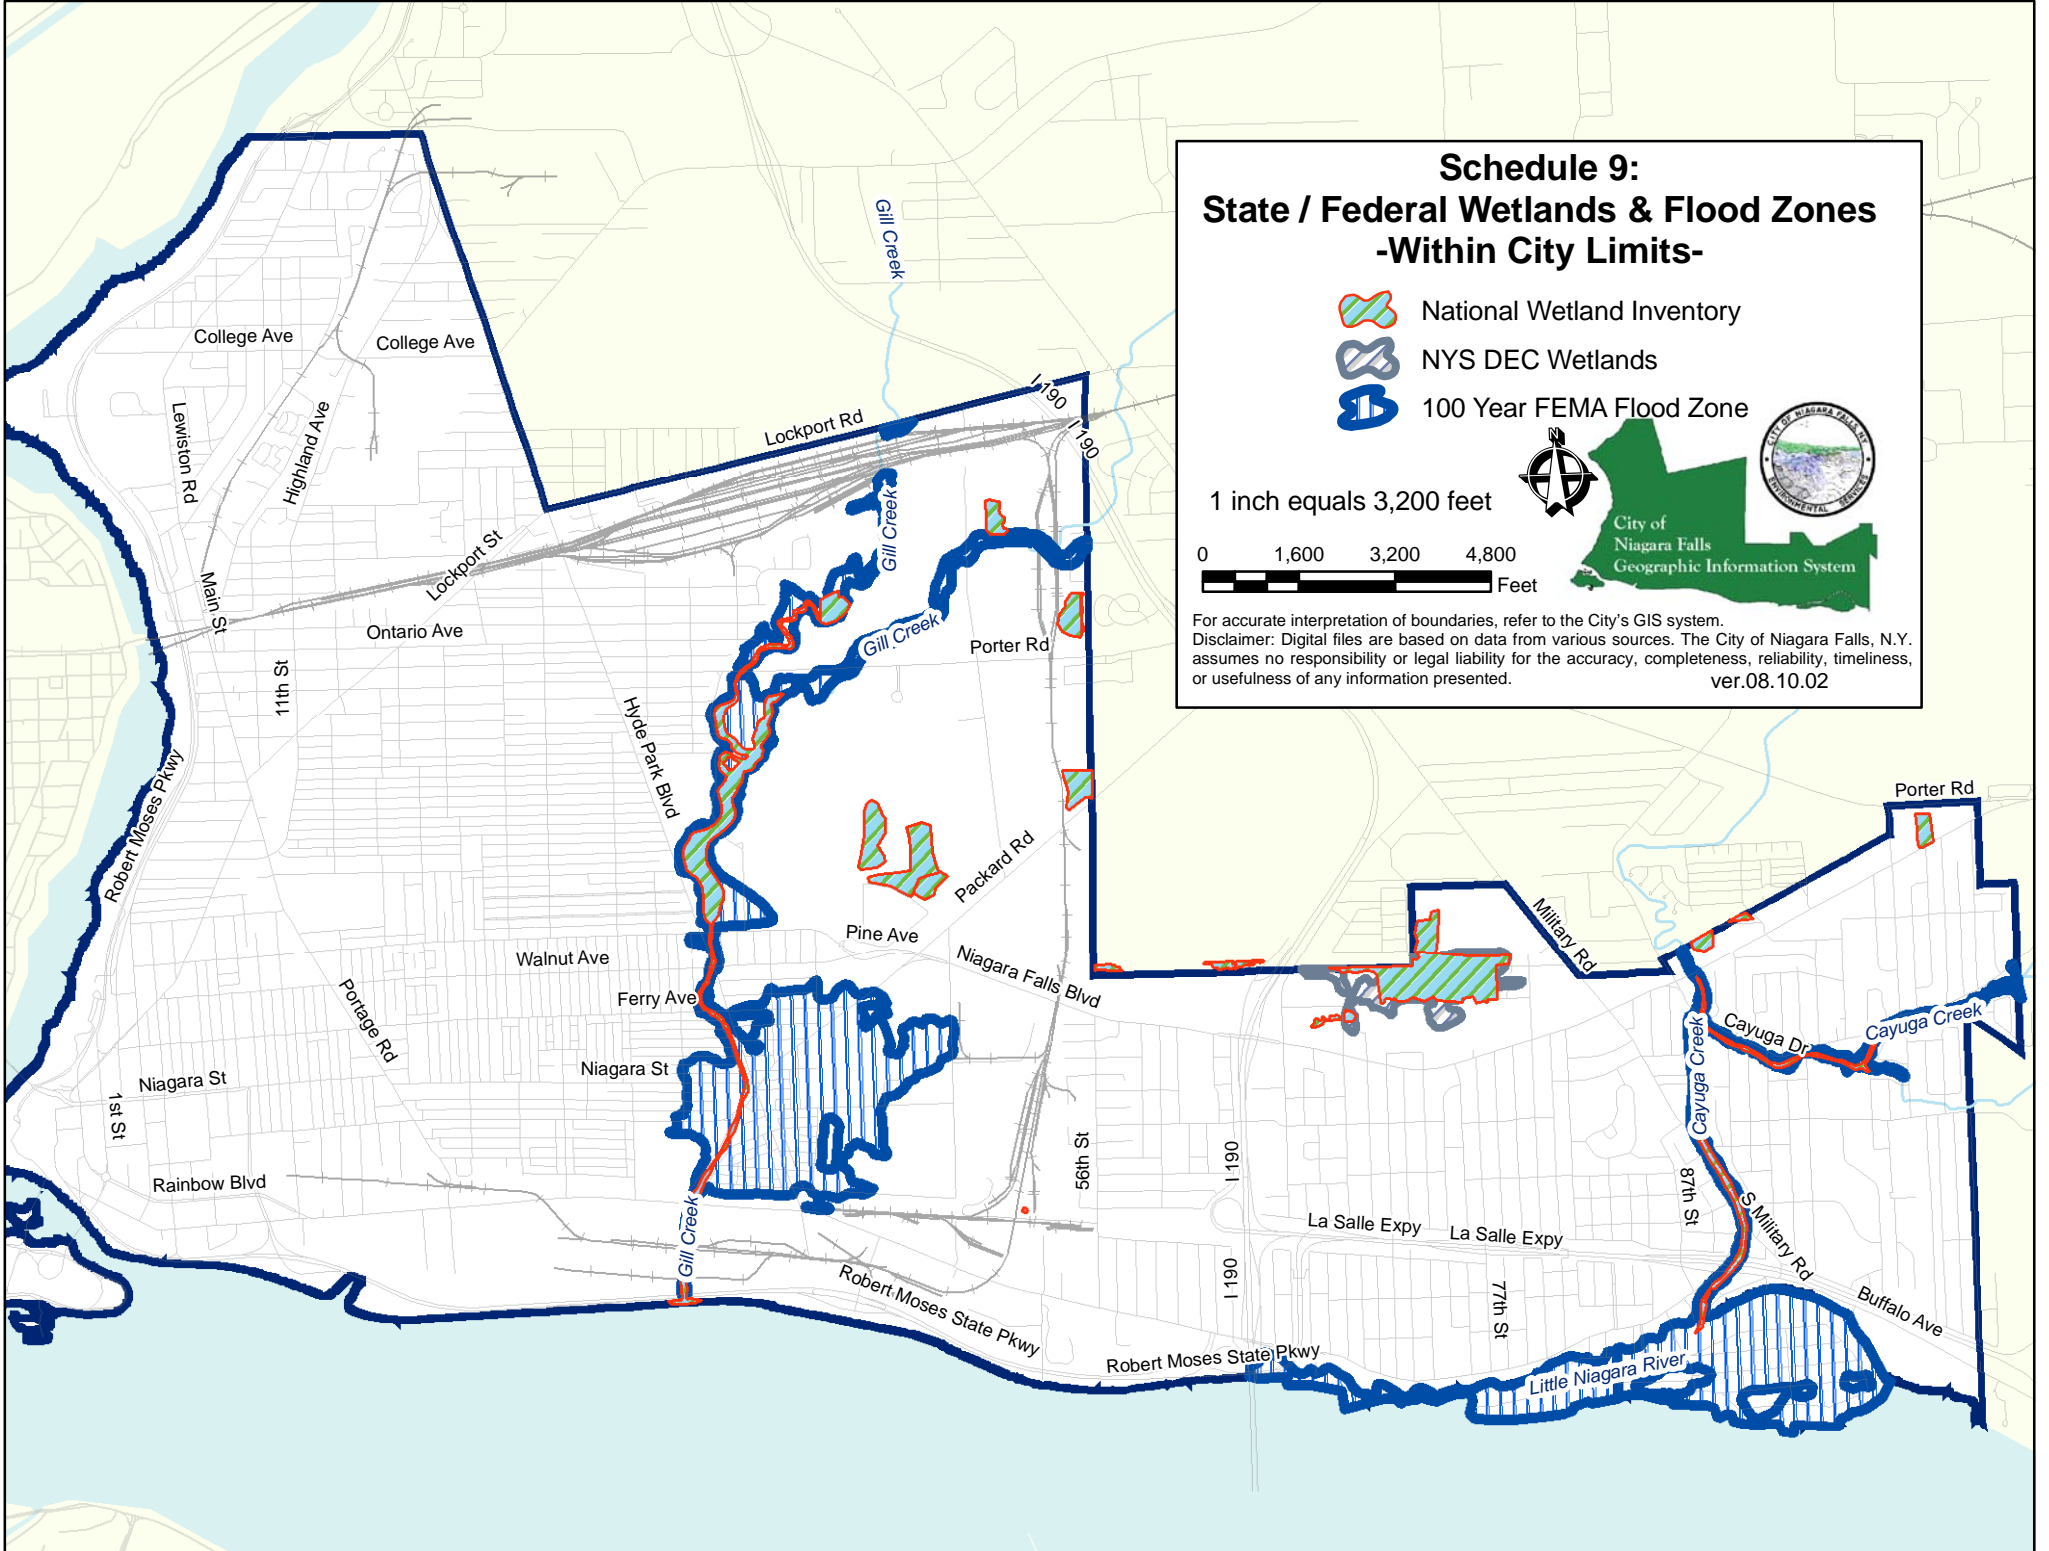 Schedule 9:
State / Federal Wetlands & Flood Zones
-Within City Limits-
National Wetland Inventory
NYS DEC Wetlands
100 Year FEMA Flood Zone
N
CITY OF NIAGARA FALLS, NY
ENVIRONMENTAL SERVICES
1 inch equals 3,200 feet
City of
Niagara Falls
Geographic Information System
0 1,600 3,200 4,800
Feet
For accurate interpretation of boundaries, refer to the City's GIS system.
Disclaimer: Digital files are based on data from various sources. The City of Niagara Falls, N.Y.
assumes no responsibility or legal liability for the accuracy, completeness, reliability, timeliness,
or usefulness of any information presented.
ver.08.10.02
Gill Creek
College Ave
College Ave
I 190
I 190
Lockport Rd
Lewiston Rd
Highland Ave
Gill Creek
Lockport St
Main St
Ontario Ave
Gill Creek
Porter Rd
11th St
Hyde Park Blvd
Robert Moses Pkwy
Porter Rd
Packard Rd
Pine Ave
Military Rd
Walnut Ave
Niagara Falls Blvd
Ferry Ave
Portage Rd
Cayuga Creek
Cayuga Dr
Cayuga Creek
Niagara St
Niagara St
1st St
56th St
I 190
87th St
Rainbow Blvd
Gill Creek
La Salle Expy
La Salle Expy
S Military Rd
I 190
77th St
Robert Moses State Pkwy
Buffalo Ave
Robert Moses State Pkwy
Little Niagara River